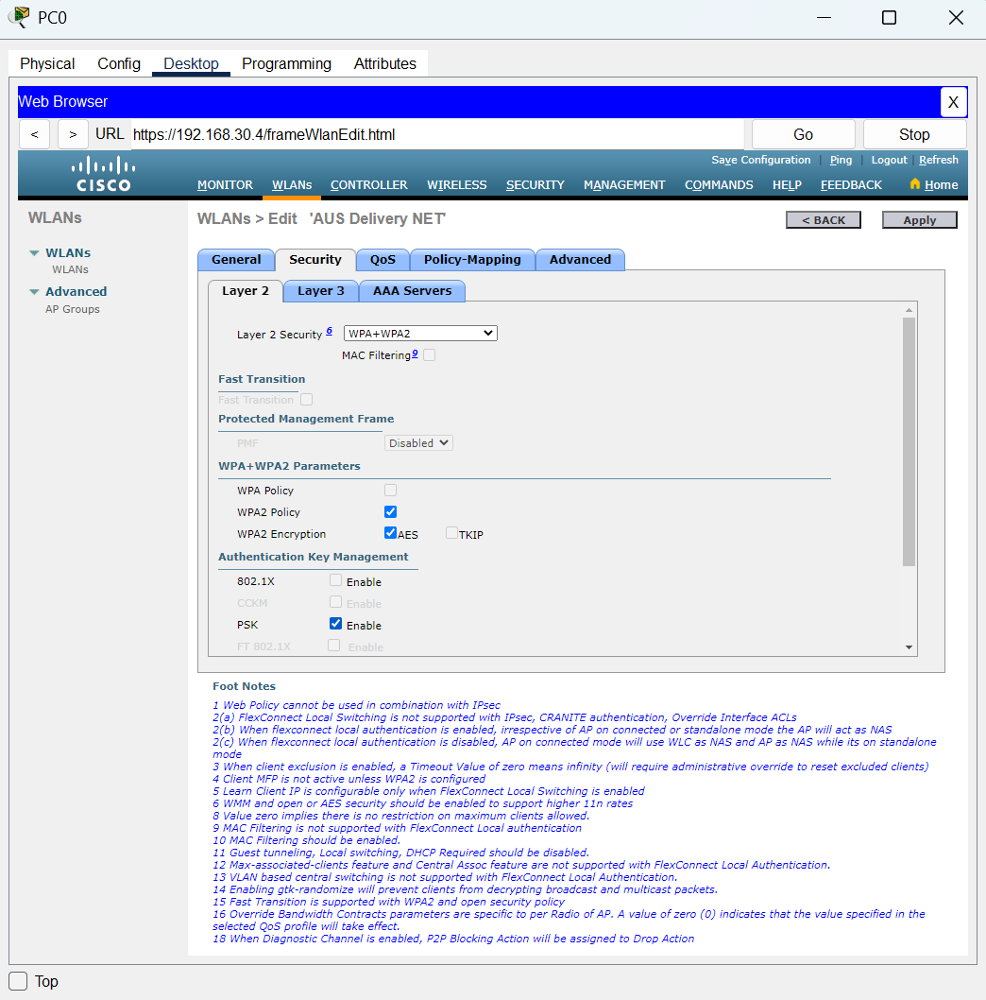 PC0
Physical Config Desktop Programming Attributes
Web Browser X
< > URL https://192.168.30.4/frameWlanEdit.html Go Stop
Save Configuration | Ping | Logout | Refresh
CISCO
MONITOR WLANs CONTROLLER WIRELESS SECURITY MANAGEMENT COMMANDS HELP FEEDBACK Home
WLANs
WLANs
WLANs
Advanced
AP Groups
WLANs > Edit 'AUS Delivery NET' < BACK Apply
General Security QoS Policy-Mapping Advanced
Layer 2 Layer 3 AAA Servers
Layer 2 Security 6 WPA+WPA2
MAC Filtering9
Fast Transition
Fast Transition
Protected Management Frame
PMF Disabled
WPA+WPA2 Parameters
WPA Policy
WPA2 Policy
WPA2 Encryption AES TKIP
Authentication Key Management
802.1X Enable
CCKM Enable
PSK Enable
FT 802.1X Enable
Foot Notes
1 Web Policy cannot be used in combination with IPsec
2(a) FlexConnect Local Switching is not supported with IPsec, CRANITE authentication, Override Interface ACLs
2(b) When flexconnect local authentication is enabled, irrespective of AP on connected or standalone mode the AP will act as NAS
2(c) When flexconnect local authentication is disabled, AP on connected mode will use WLC as NAS and AP as NAS while its on standalone
mode
3 When client exclusion is enabled, a Timeout Value of zero means infinity (will require administrative override to reset excluded clients)
4 Client MFP is not active unless WPA2 is configured
5 Learn Client IP is configurable only when FlexConnect Local Switching is enabled
6 WMM and open or AES security should be enabled to support higher 11n rates
8 Value zero implies there is no restriction on maximum clients allowed.
9 MAC Filtering is not supported with FlexConnect Local authentication
10 MAC Filtering should be enabled.
11 Guest tunneling, Local switching, DHCP Required should be disabled.
12 Max-associated-clients feature and Central Assoc feature are not supported with FlexConnect Local Authentication.
13 VLAN based central switching is not supported with FlexConnect Local Authentication.
14 Enabling gtk-randomize will prevent clients from decrypting broadcast and multicast packets.
15 Fast Transition is supported with WPA2 and open security policy
16 Override Bandwidth Contracts parameters are specific to per Radio of AP. A value of zero (0) indicates that the value specified in the
selected QoS profile will take effect.
18 When Diagnostic Channel is enabled, P2P Blocking Action will be assigned to Drop Action
Top